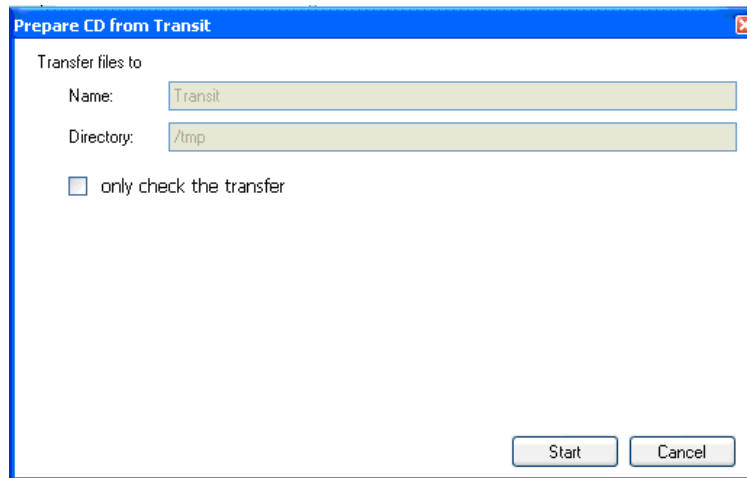 Prepare CD from Transit
Transfer files to
Name: Transit
Directory: /tmp
only check the transfer
Start Cancel